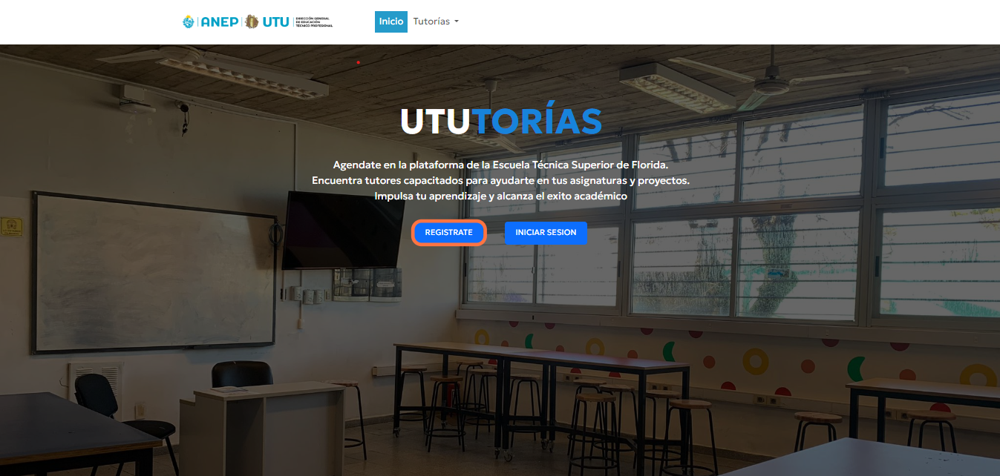 ANEP UTU DIRECCIÓN GENERAL
DE EDUCACIÓN
TÉCNICO PROFESIONAL
Inicio Tutorías
UTUTORÍAS
Agendate en la plataforma de la Escuela Técnica Superior de Florida.
Encuentra tutores capacitados para ayudarte en tus asignaturas y proyectos.
Impulsa tu aprendizaje y alcanza el exito académico
REGISTRATE INICIAR SESION